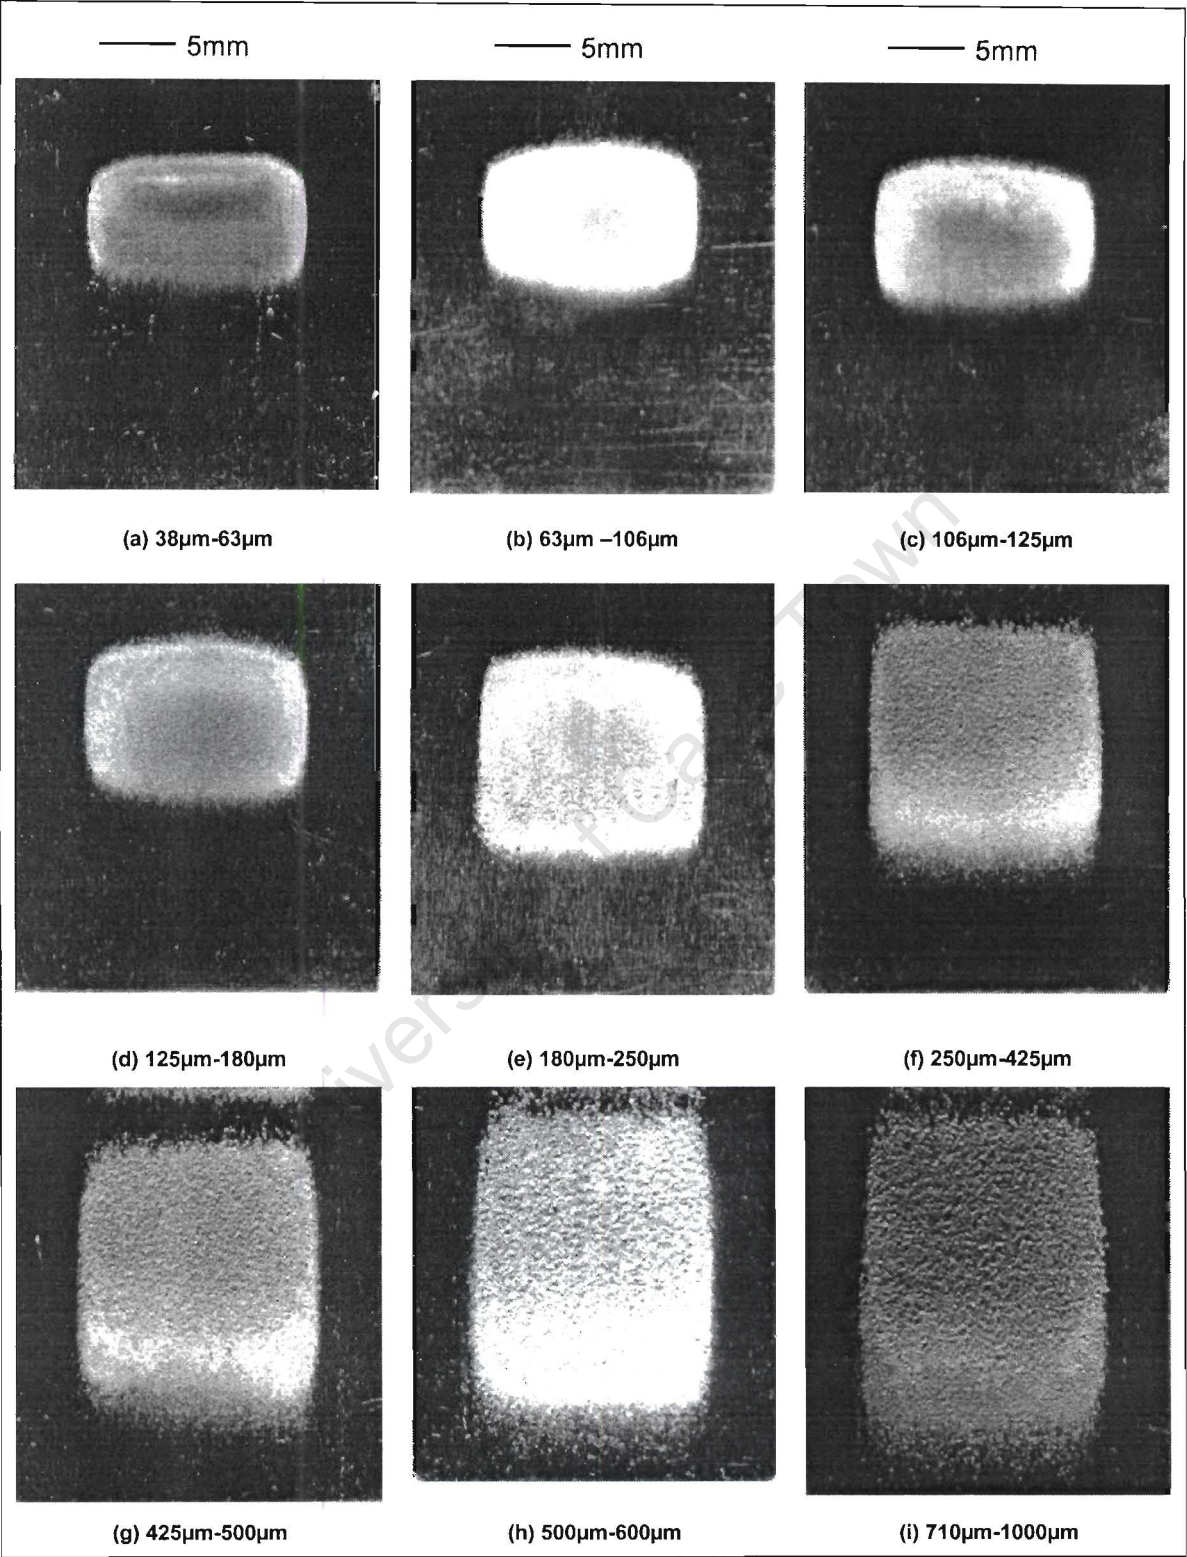 5mm 5mm 5mm
(a) 38µm-63µm (b) 63µm –106µm (c) 106µm-125µm
(d) 125µm-180µm (e) 180µm-250µm (f) 250µm-425µm
(g) 425µm-500µm (h) 500µm-600µm (i) 710µm-1000µm